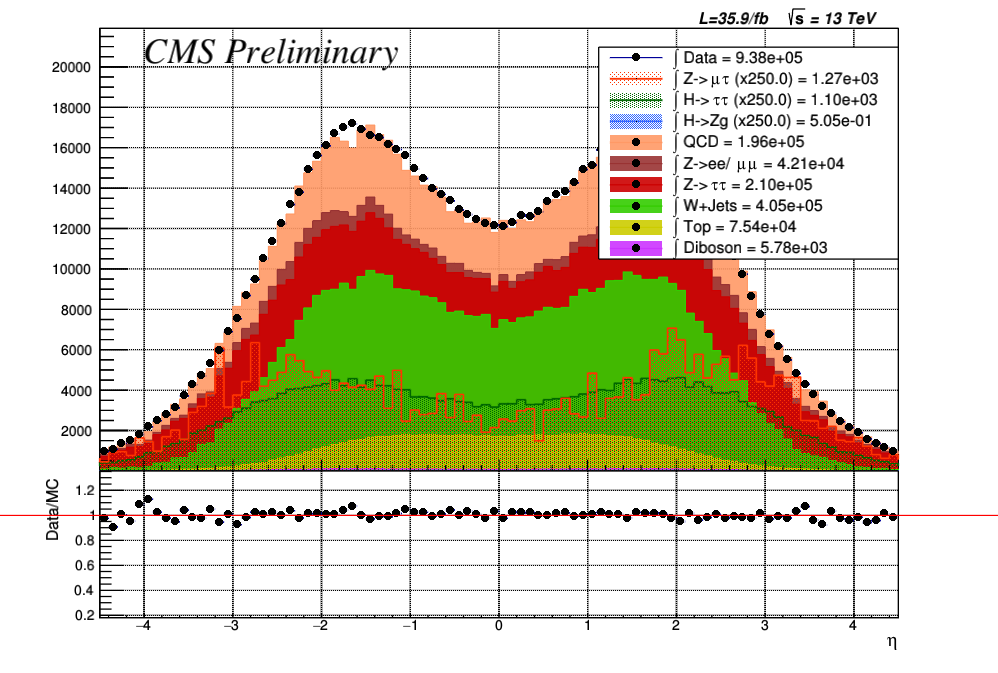 L=35.9/fb √s = 13 TeV
CMS Preliminary
∫ Data = 9.38e+05
∫ Z->μτ (x250.0) = 1.27e+03
∫ H->ττ (x250.0) = 1.10e+03
∫ H->Zg (x250.0) = 5.05e-01
∫ QCD = 1.96e+05
∫ Z->ee/ μμ = 4.21e+04
∫ Z->ττ = 2.10e+05
∫ W+Jets = 4.05e+05
∫ Top = 7.54e+04
∫ Diboson = 5.78e+03
20000
18000
16000
14000
12000
10000
8000
6000
4000
2000
Data/MC
1.2
1
0.8
0.6
0.4
0.2
−4 −3 −2 −1 0 1 2 3 4
η